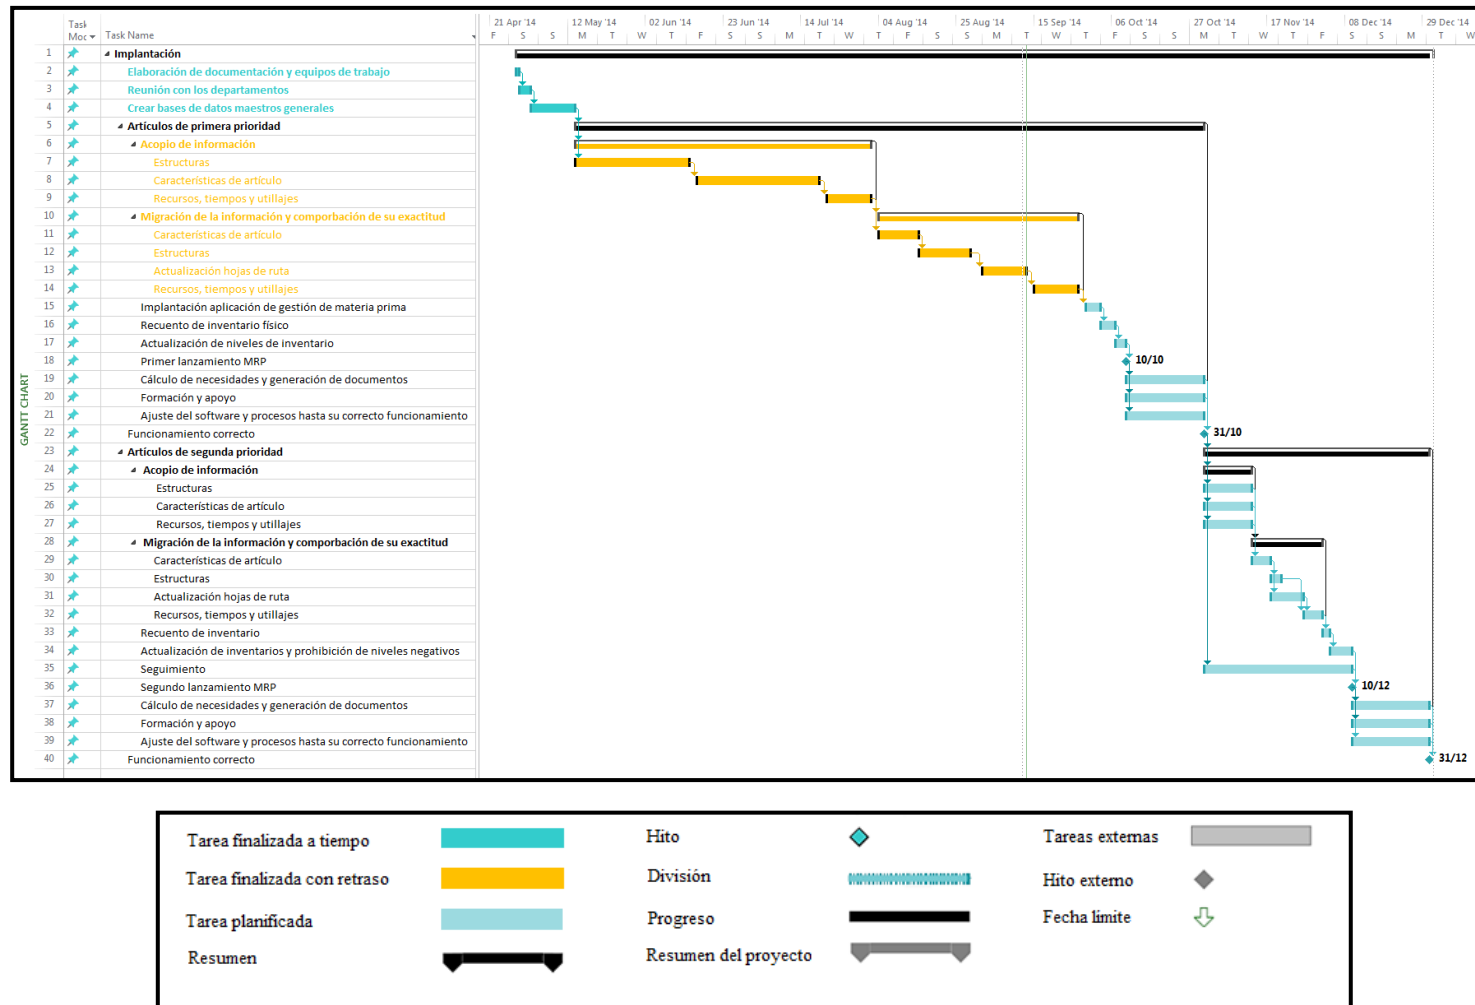 21 Apr '14 12 May '14 02 Jun '14 23 Jun '14 14 Jul '14 04 Aug '14 25 Aug '14 15 Sep '14 06 Oct '14 27 Oct '14 17 Nov '14 08 Dec '14 29 Dec '14
Task Moc Task Name F S S M T W T F S S M T W T F S S M T W T F S S M T W T F S S M T W T F S S M T W
1 Implantación
2 Elaboración de documentación y equipos de trabajo
3 Reunión con los departamentos
4 Crear bases de datos maestros generales
5 Artículos de primera prioridad
6 Acopio de información
7 Estructuras
8 Características de artículo
9 Recursos, tiempos y utillajes
10 Migración de la información y comporbación de su exactitud
11 Características de artículo
12 Estructuras
13 Actualización hojas de ruta
14 Recursos, tiempos y utillajes
15 Implantación aplicación de gestión de materia prima
16 Recuento de inventario físico
17 Actualización de niveles de inventario
18 Primer lanzamiento MRP 10/10
19 Cálculo de necesidades y generación de documentos
20 Formación y apoyo
21 Ajuste del software y procesos hasta su correcto funcionamiento
22 Funcionamiento correcto 31/10
23 Artículos de segunda prioridad
24 Acopio de información
25 Estructuras
26 Características de artículo
27 Recursos, tiempos y utillajes
28 Migración de la información y comporbación de su exactitud
29 Características de artículo
30 Estructuras
31 Actualización hojas de ruta
32 Recursos, tiempos y utillajes
33 Recuento de inventario
34 Actualización de inventarios y prohibición de niveles negativos
35 Seguimiento
36 Segundo lanzamiento MRP 10/12
37 Cálculo de necesidades y generación de documentos
38 Formación y apoyo
39 Ajuste del software y procesos hasta su correcto funcionamiento
40 Funcionamiento correcto 31/12
GANTT CHART
Tarea finalizada a tiempo Hito Tareas externas
Tarea finalizada con retraso División Hito externo
Tarea planificada Progreso Fecha límite
Resumen Resumen del proyecto